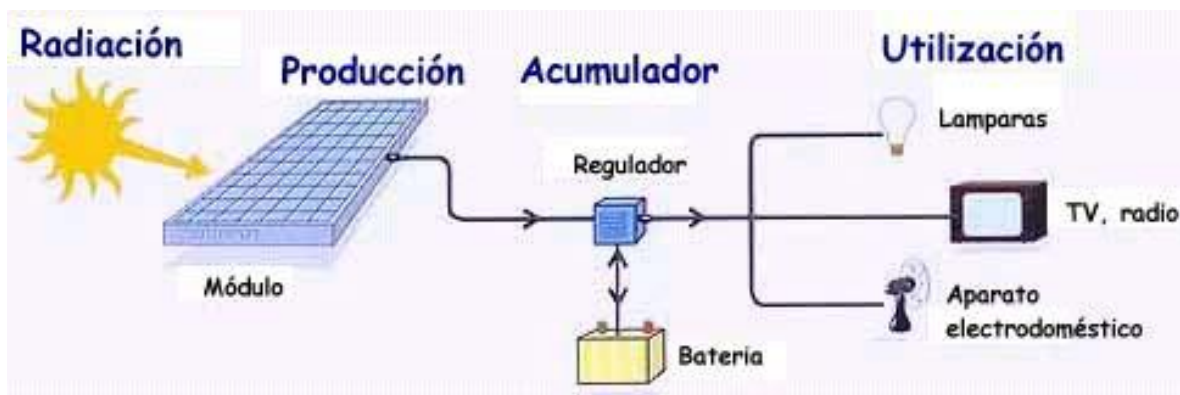 Radiación
Producción
Acumulador
Utilización
Lamparas
Regulador
TV, radio
Módulo
Aparato
electrodoméstico
Bateria